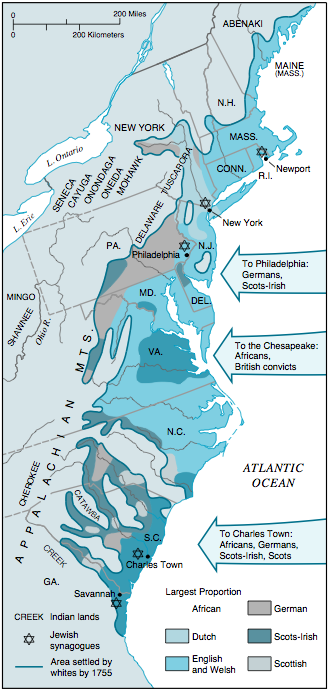 0 200 Miles
0 200 Kilometers
ABENAKI
MAINE
(MASS.)
N.H.
NEW YORK
MASS.
L. Ontario
CONN.
R.I.
Newport
SENECA
CAYUGA
ONONDAGA
ONEIDA
MOHAWK
TUSCARORA
L. Erie
New York
DELAWARE
PA.
Philadelphia
N.J.
To Philadelphia:
Germans,
Scots-Irish
MINGO
SHAWNEE
Ohio R.
MD.
DEL.
To the Chesapeake:
Africans,
British convicts
VA.
APPALACHIAN MTS.
N.C.
ATLANTIC
OCEAN
CHEROKEE
CATAWBA
CREEK
S.C.
To Charles Town:
Africans, Germans,
Scots-Irish, Scots
Charles Town
GA.
Savannah
CREEK Indian lands
Jewish
synagogues
Area settled by
whites by 1755
Largest Proportion
African
German
Dutch
Scots-Irish
English
and Welsh
Scottish